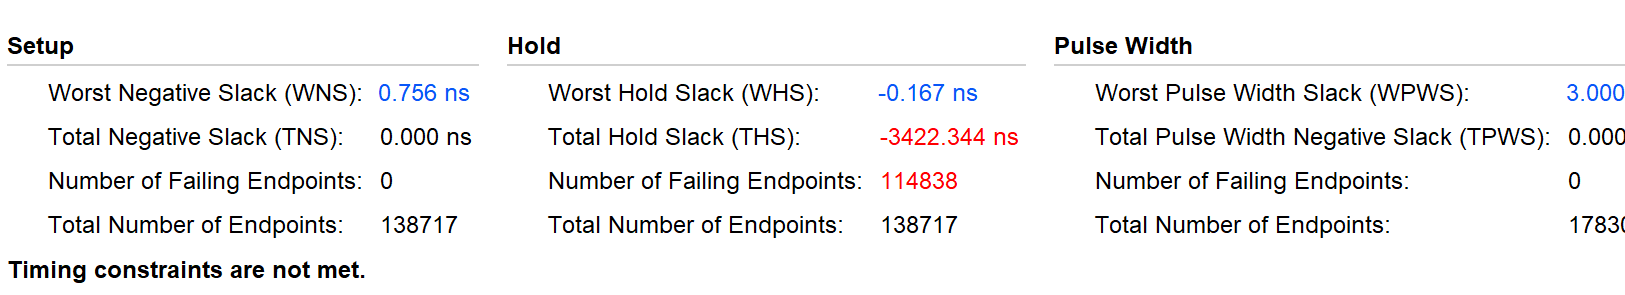 Setup
Worst Negative Slack (WNS): 0.756 ns
Total Negative Slack (TNS): 0.000 ns
Number of Failing Endpoints: 0
Total Number of Endpoints: 138717
Hold
Worst Hold Slack (WHS): -0.167 ns
Total Hold Slack (THS): -3422.344 ns
Number of Failing Endpoints: 114838
Total Number of Endpoints: 138717
Pulse Width
Worst Pulse Width Slack (WPWS): 3.000
Total Pulse Width Negative Slack (TPWS): 0.000
Number of Failing Endpoints: 0
Total Number of Endpoints:
Timing constraints are not met.